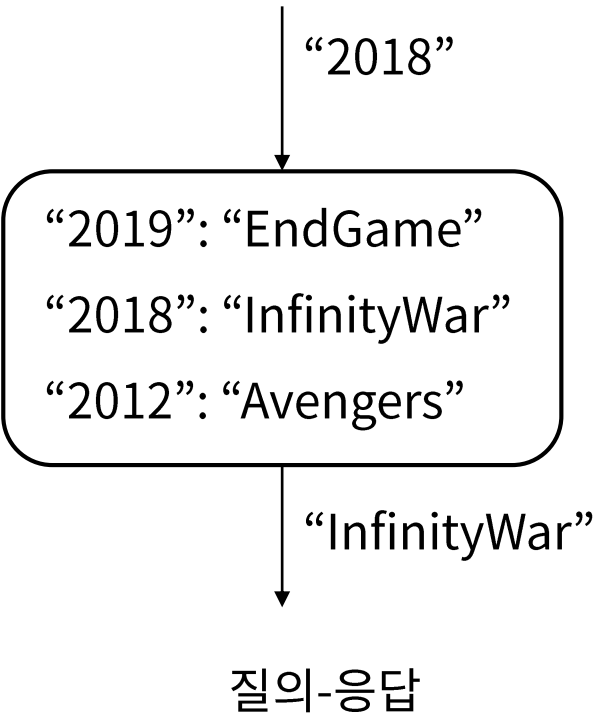 “2018”
“2019”: “EndGame”
“2018”: “InfinityWar”
“2012”: “Avengers”
“InfinityWar”
질의-응답